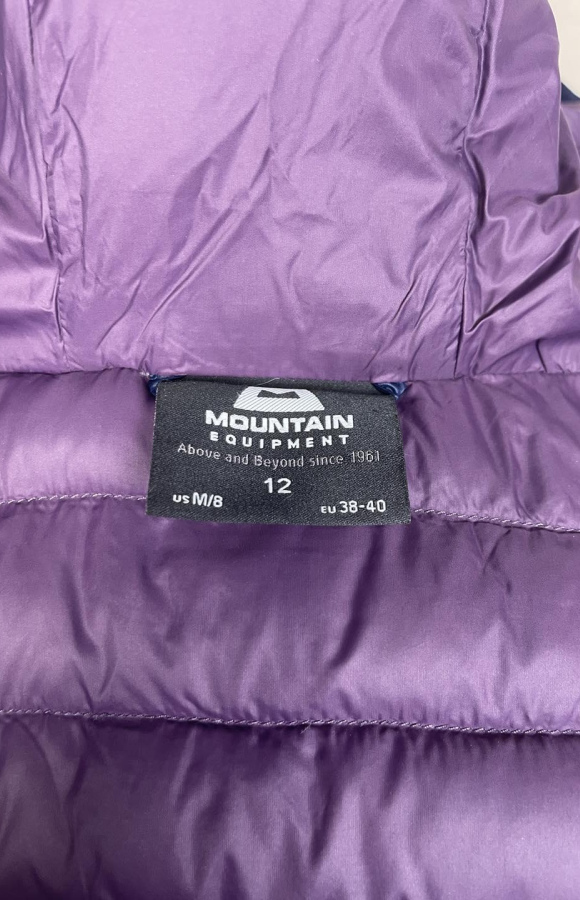 MOUNTAIN
EQUIPMENT
Above and Beyond since 1961
12
US M/8 EU 38-40